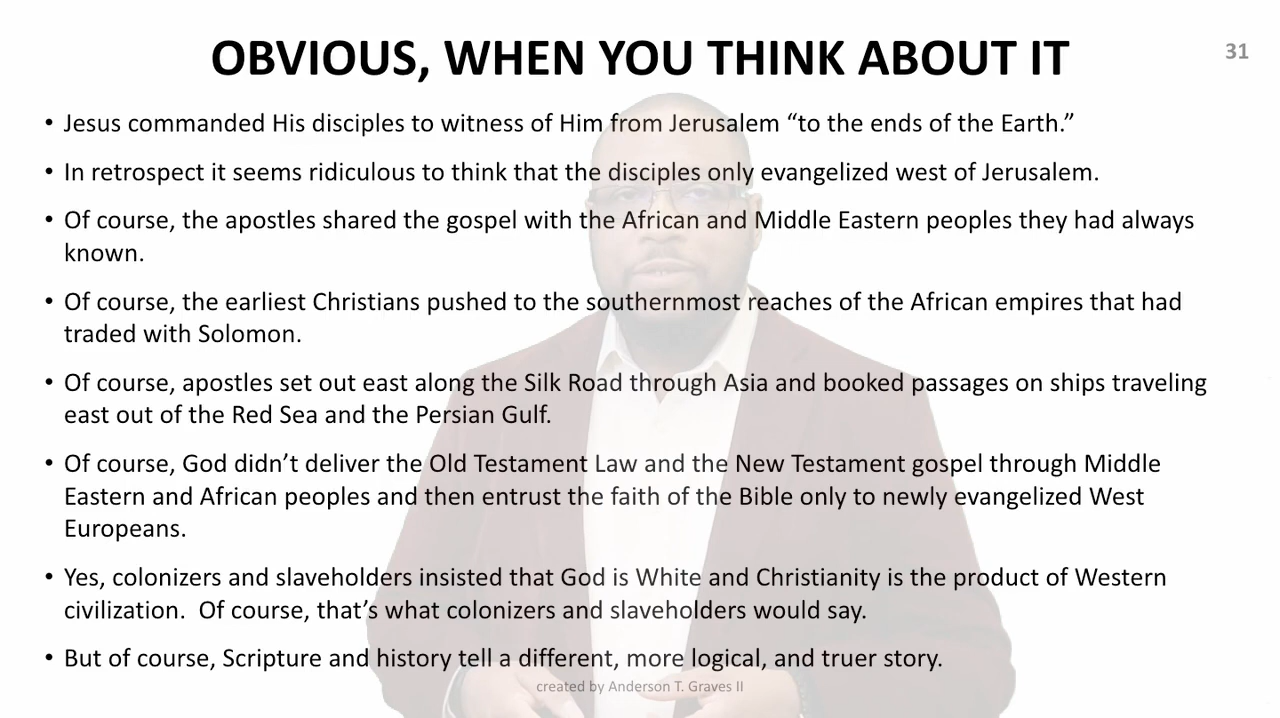 OBVIOUS, WHEN YOU THINK ABOUT IT
31
• Jesus commanded His disciples to witness of Him from Jerusalem “to the ends of the Earth.”
• In retrospect it seems ridiculous to think that the disciples only evangelized west of Jerusalem.
• Of course, the apostles shared the gospel with the African and Middle Eastern peoples they had always
known.
• Of course, the earliest Christians pushed to the southernmost reaches of the African empires that had
traded with Solomon.
• Of course, apostles set out east along the Silk Road through Asia and booked passages on ships traveling
east out of the Red Sea and the Persian Gulf.
• Of course, God didn’t deliver the Old Testament Law and the New Testament gospel through Middle
Eastern and African peoples and then entrust the faith of the Bible only to newly evangelized West
Europeans.
• Yes, colonizers and slaveholders insisted that God is White and Christianity is the product of Western
civilization.  Of course, that’s what colonizers and slaveholders would say.
• But of course, Scripture and history tell a different, more logical, and truer story.
created by Anderson T. Graves II